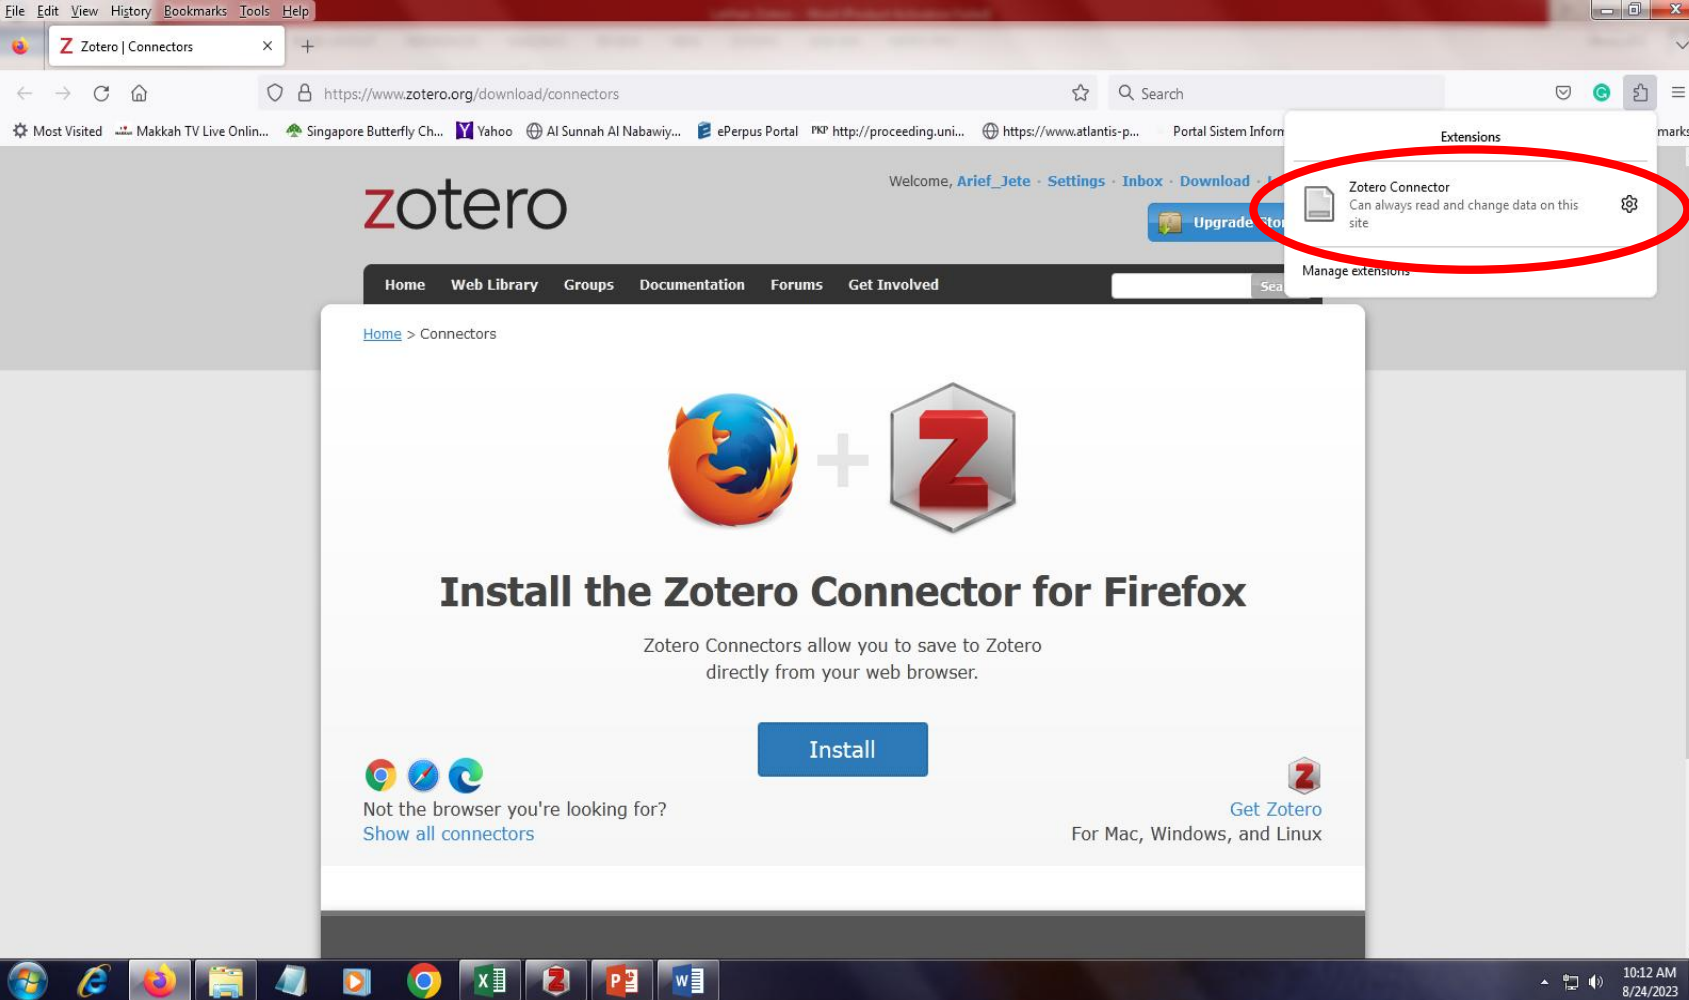 File Edit View History Bookmarks Tools Help
Z Zotero | Connectors × +
https://www.zotero.org/download/connectors
Search
Most Visited Makkah TV Live Onlin... Singapore Butterfly Ch... Yahoo Al Sunnah Al Nabawiy... ePerpus Portal PKP http://proceeding.uni... https://www.atlantis-p... Portal Sistem Inform
Extensions
Zotero Connector
Can always read and change data on this
site
Manage extensions
zotero
Welcome, Arief_Jete · Settings · Inbox · Download
Upgrade
Home Web Library Groups Documentation Forums Get Involved
Home > Connectors
Z
Install the Zotero Connector for Firefox
Zotero Connectors allow you to save to Zotero
directly from your web browser.
Install
Not the browser you're looking for?
Show all connectors
Get Zotero
For Mac, Windows, and Linux
10:12 AM
8/24/2023